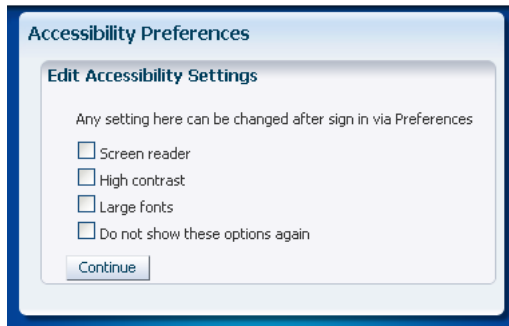 Accessibility Preferences
Edit Accessibility Settings
Any setting here can be changed after sign in via Preferences
Screen reader
High contrast
Large fonts
Do not show these options again
Continue